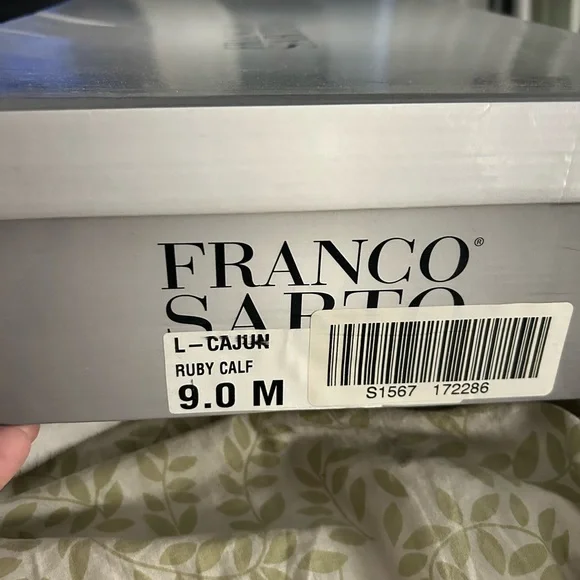 FRANCO®
SARTO
L-CAJUN
RUBY CALF
9.0 M
S1567 172286